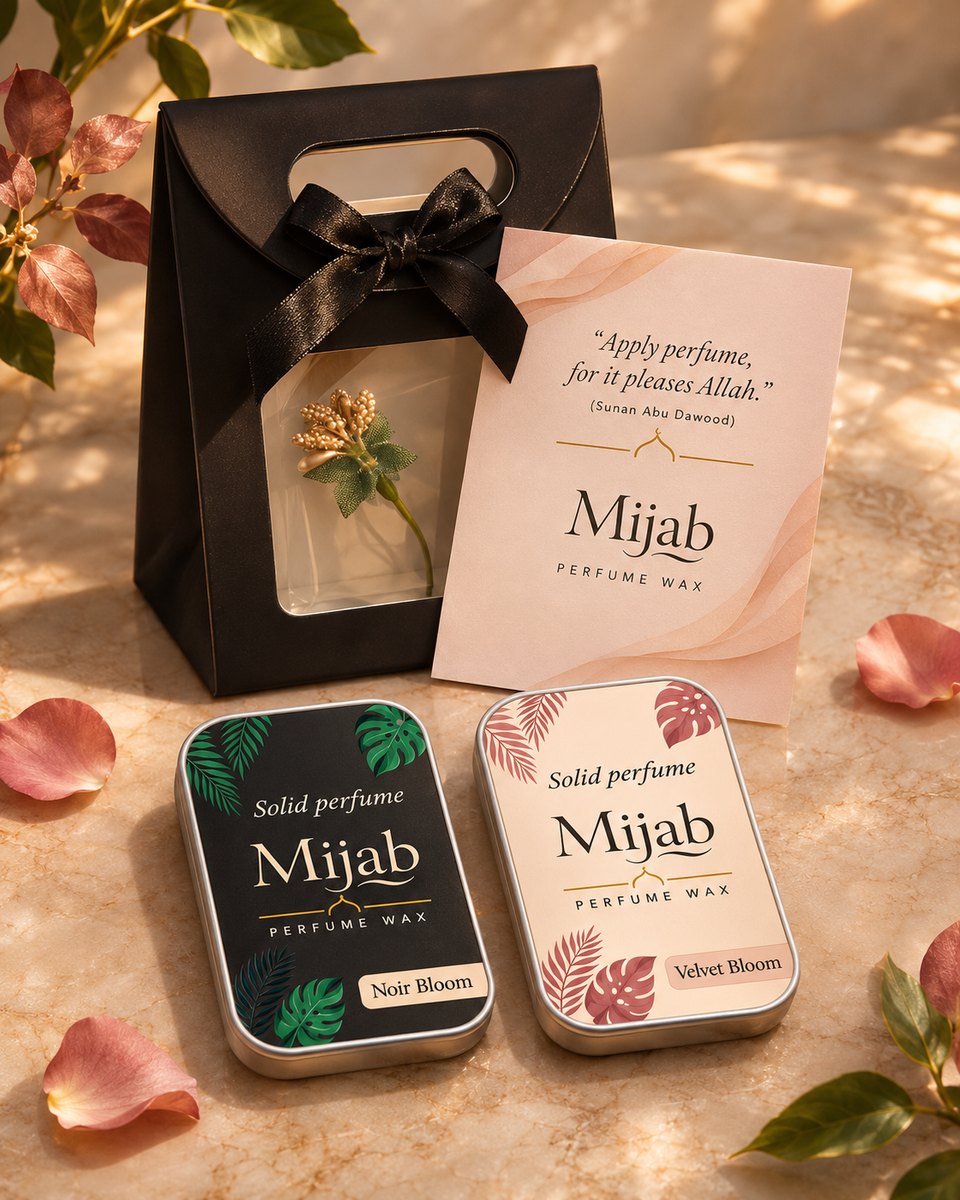 “Apply perfume,
for it pleases Allah.”
(Sunan Abu Dawood)
Mijab
PERFUME WAX
Solid perfume
Mijab
PERFUME WAX
Noir Bloom
Solid perfume
Mijab
PERFUME WAX
Velvet Bloom